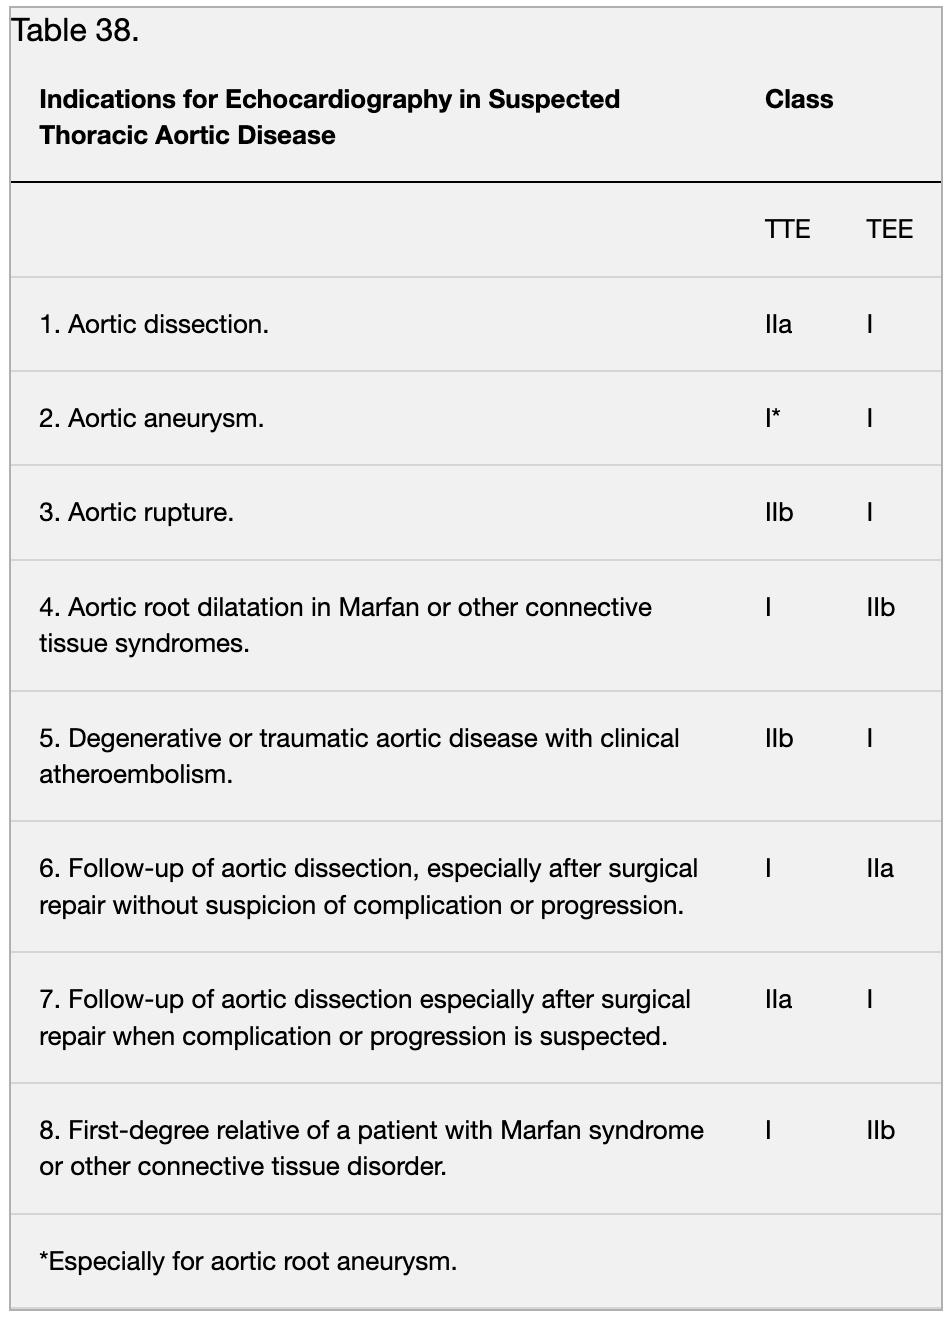 Table 38.
Indications for Echocardiography in Suspected Class
Thoracic Aortic Disease
TTE TEE
1. Aortic dissection. IIa I
2. Aortic aneurysm. I* I
3. Aortic rupture. IIb I
4. Aortic root dilatation in Marfan or other connective I IIb
tissue syndromes.
5. Degenerative or traumatic aortic disease with clinical IIb I
atheroembolism.
6. Follow-up of aortic dissection, especially after surgical I IIa
repair without suspicion of complication or progression.
7. Follow-up of aortic dissection especially after surgical IIa I
repair when complication or progression is suspected.
8. First-degree relative of a patient with Marfan syndrome I IIb
or other connective tissue disorder.
*Especially for aortic root aneurysm.